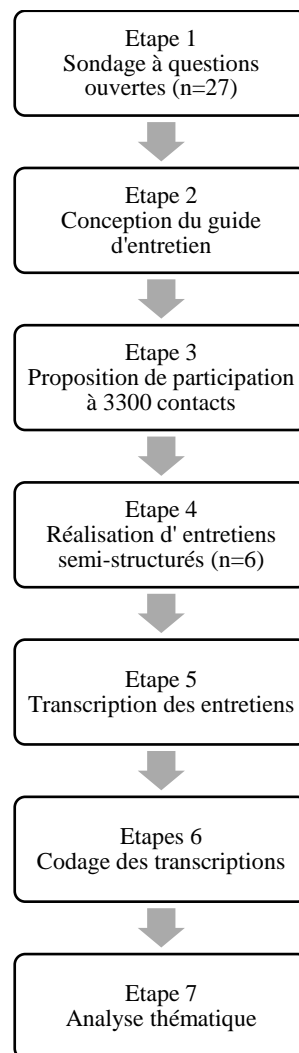 Etape 1
Sondage à questions
ouvertes (n=27)
Etape 2
Conception du guide
d'entretien
Etape 3
Proposition de participation
à 3300 contacts
Etape 4
Réalisation d' entretiens
semi-structurés (n=6)
Etape 5
Transcription des entretiens
Etapes 6
Codage des transcriptions
Etape 7
Analyse thématique